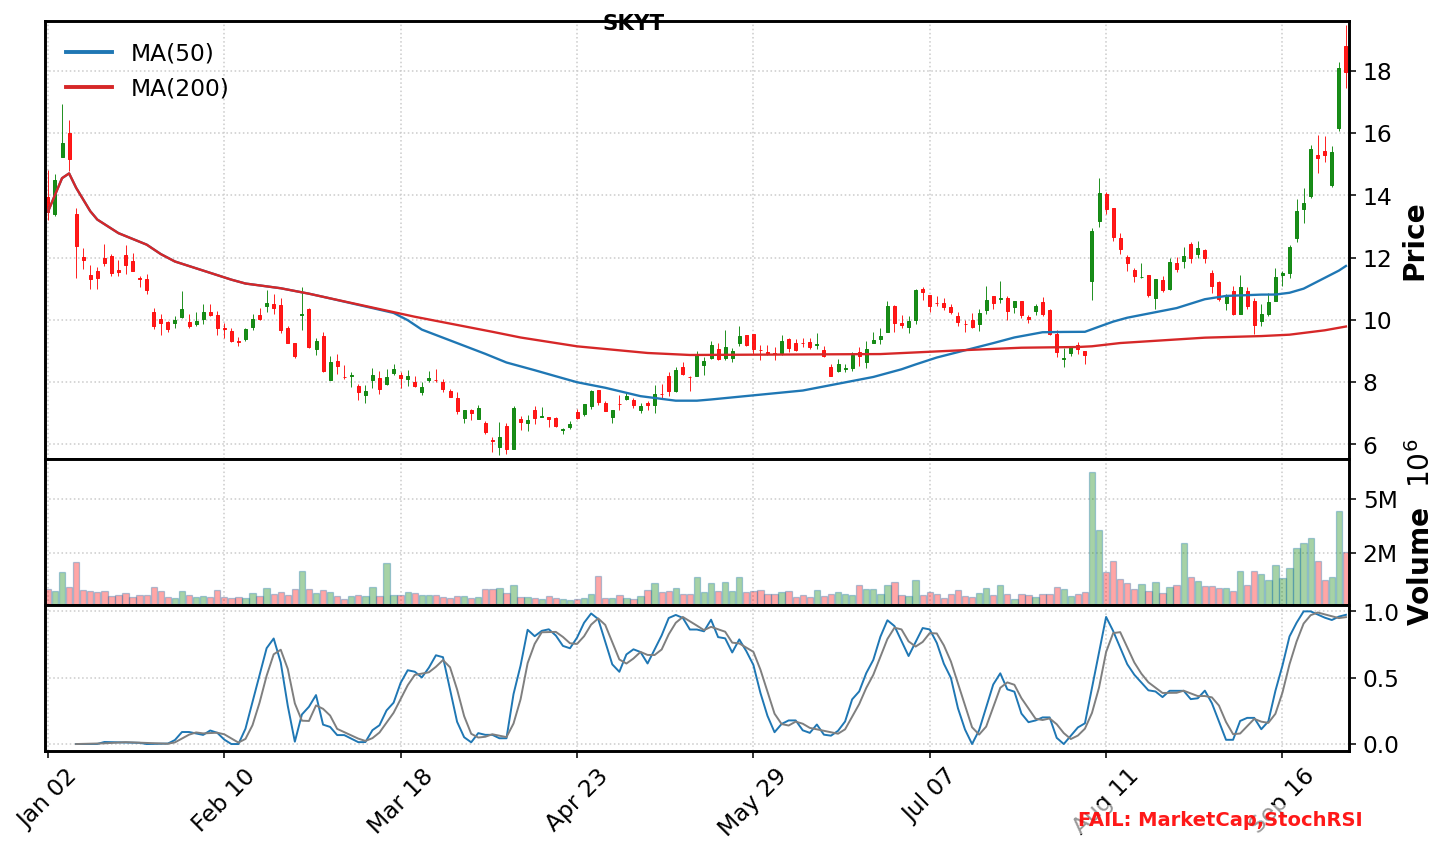 SKYT
MA(50)
MA(200)
18
16
14
12
10
8
6
Price
5M
2M
Volume 10⁶
1.0
0.5
0.0
Jan 02
Feb 10
Mar 18
Apr 23
May 29
Jul 07
Aug 11
Sep 16
FAIL: MarketCap,StochRSI